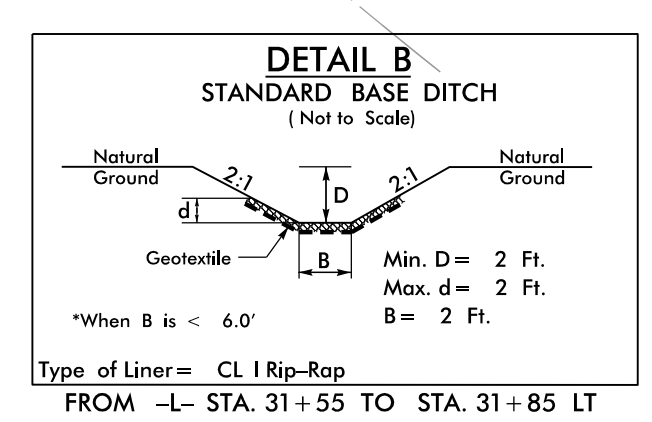 DETAIL B
STANDARD BASE DITCH
( Not to Scale)
Natural
Ground
2:1
D
2:1
Natural
Ground
d
Geotextile
B
Min. D = 2 Ft.
Max. d = 2 Ft.
B = 2 Ft.
*When B is < 6.0'
Type of Liner = CL I Rip-Rap
FROM -L- STA. 31+55 TO STA. 31+85 LT